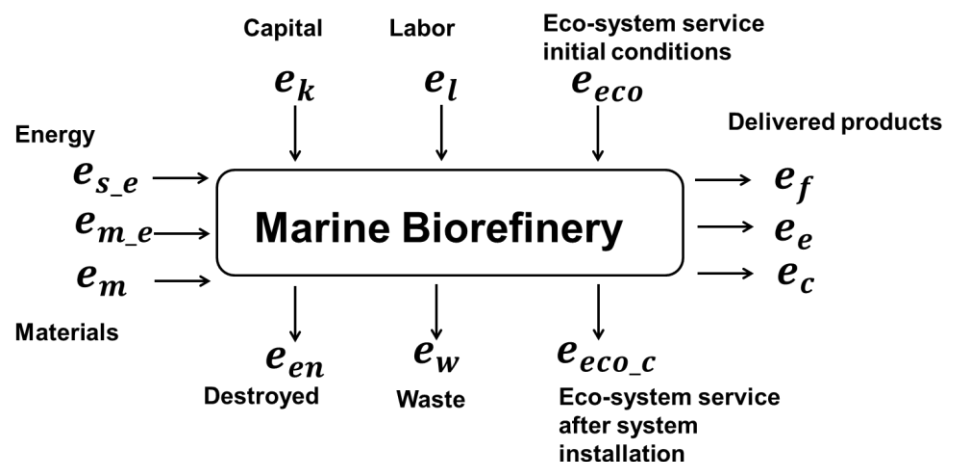 Capital
Labor
Eco-system service
initial conditions
e_k
e_l
e_eco
Energy
Delivered products
e_s_e
e_f
e_m_e
Marine Biorefinery
e_e
e_m
e_c
Materials
e_en
e_w
e_eco_c
Destroyed
Waste
Eco-system service
after system
installation